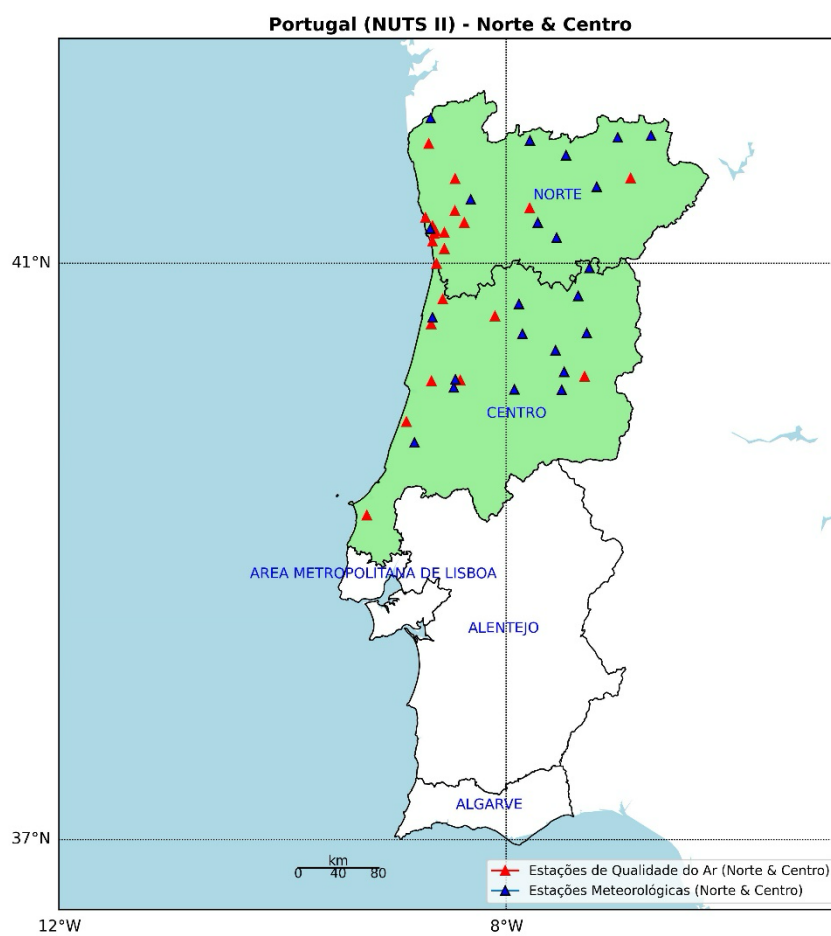 Portugal (NUTS II) - Norte & Centro
NORTE
41°N
CENTRO
AREA METROPOLITANA DE LISBOA
ALENTEJO
ALGARVE
37°N
km
0 40 80
Estações de Qualidade do Ar (Norte & Centro)
Estações Meteorológicas (Norte & Centro)
12°W 8°W